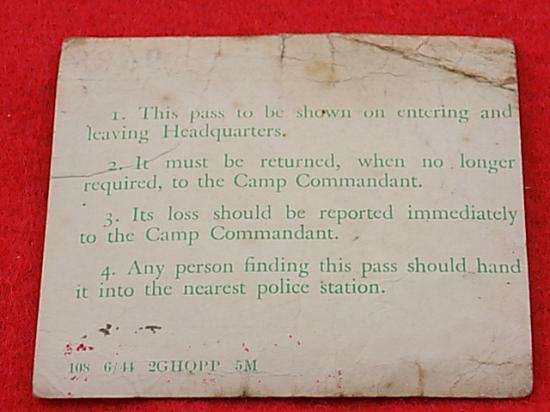 1. This pass to be shown on entering and
leaving Headquarters.
2. It must be returned, when no longer
required, to the Camp Commandant.
3. Its loss should be reported immediately
to the Camp Commandant.
4. Any person finding this pass should hand
it into the nearest police station.
108 6/44 2GHQPP 5M